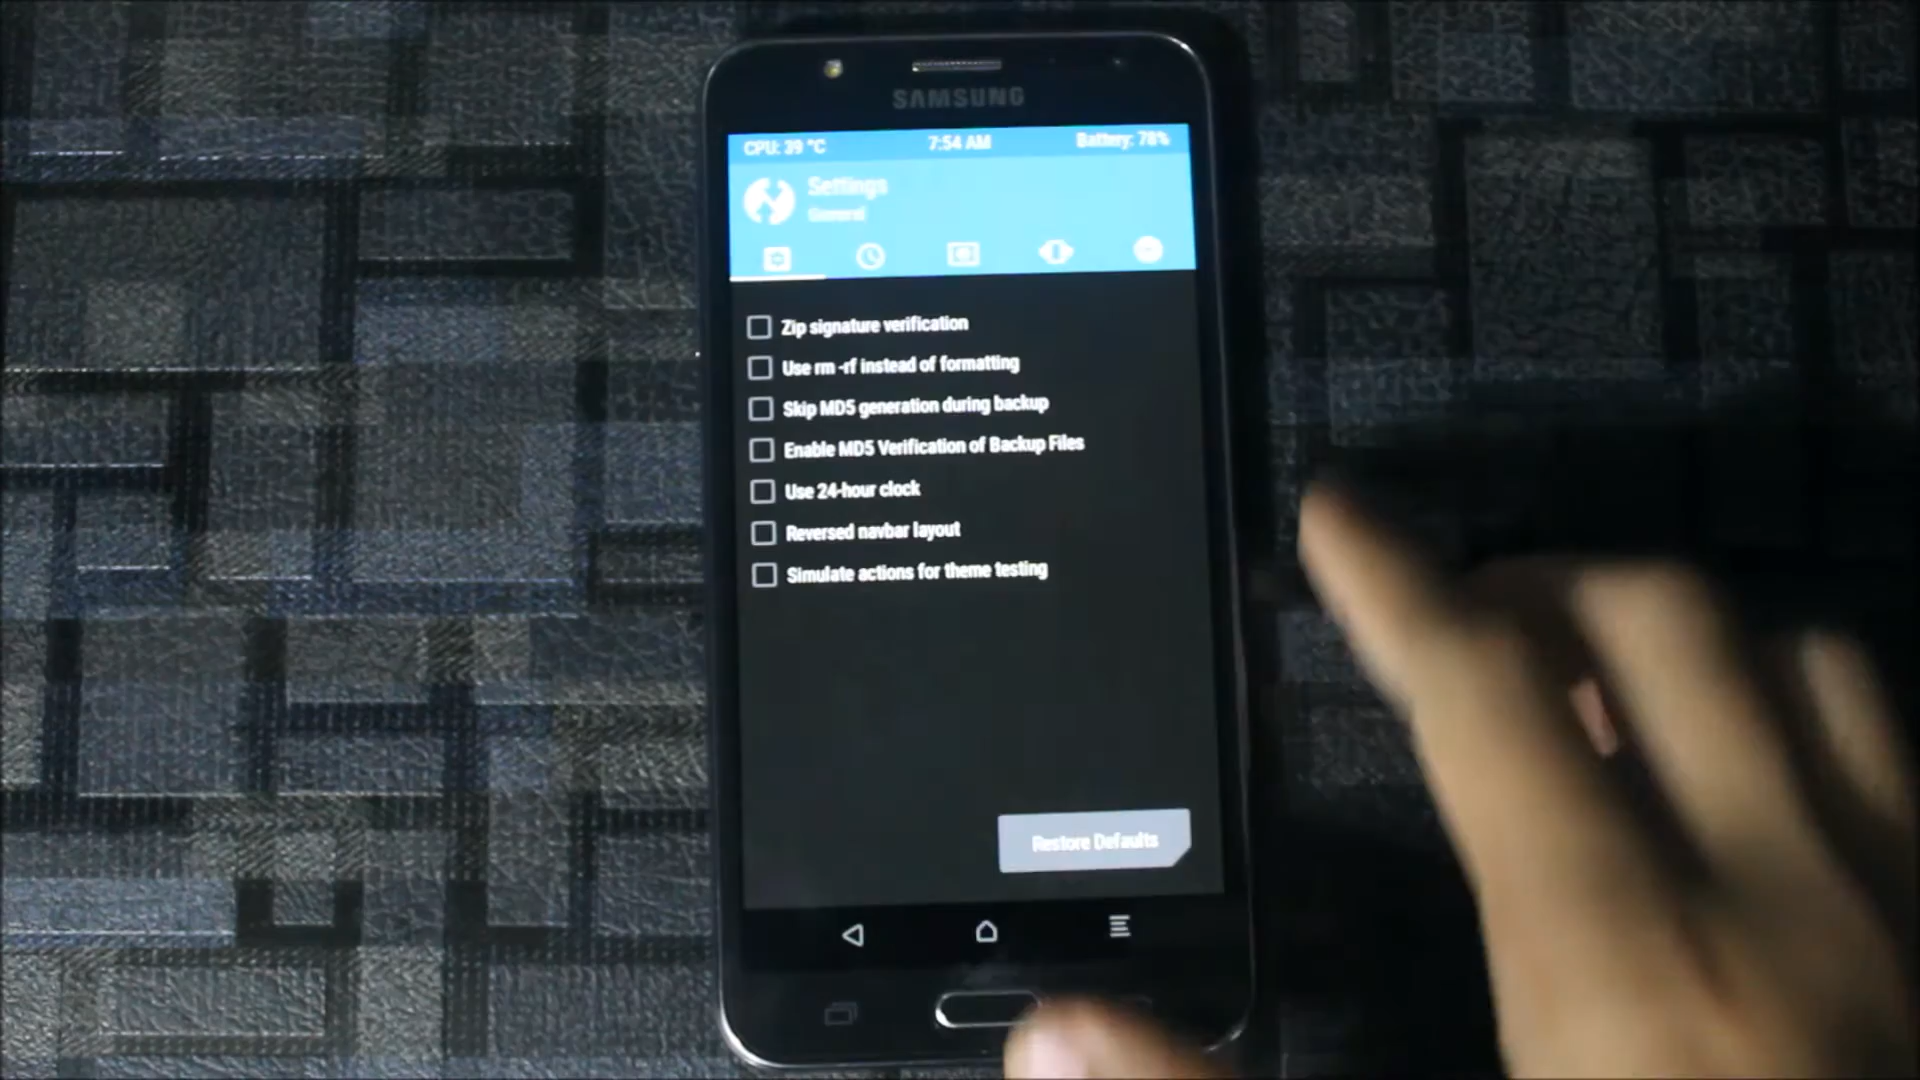 SAMSUNG
CPU: 39 °C 7:54 AM Battery: 78%
Settings
General
Zip signature verification
Use rm -rf instead of formatting
Skip MD5 generation during backup
Enable MD5 Verification of Backup Files
Use 24-hour clock
Reversed navbar layout
Simulate actions for theme testing
Restore Defaults